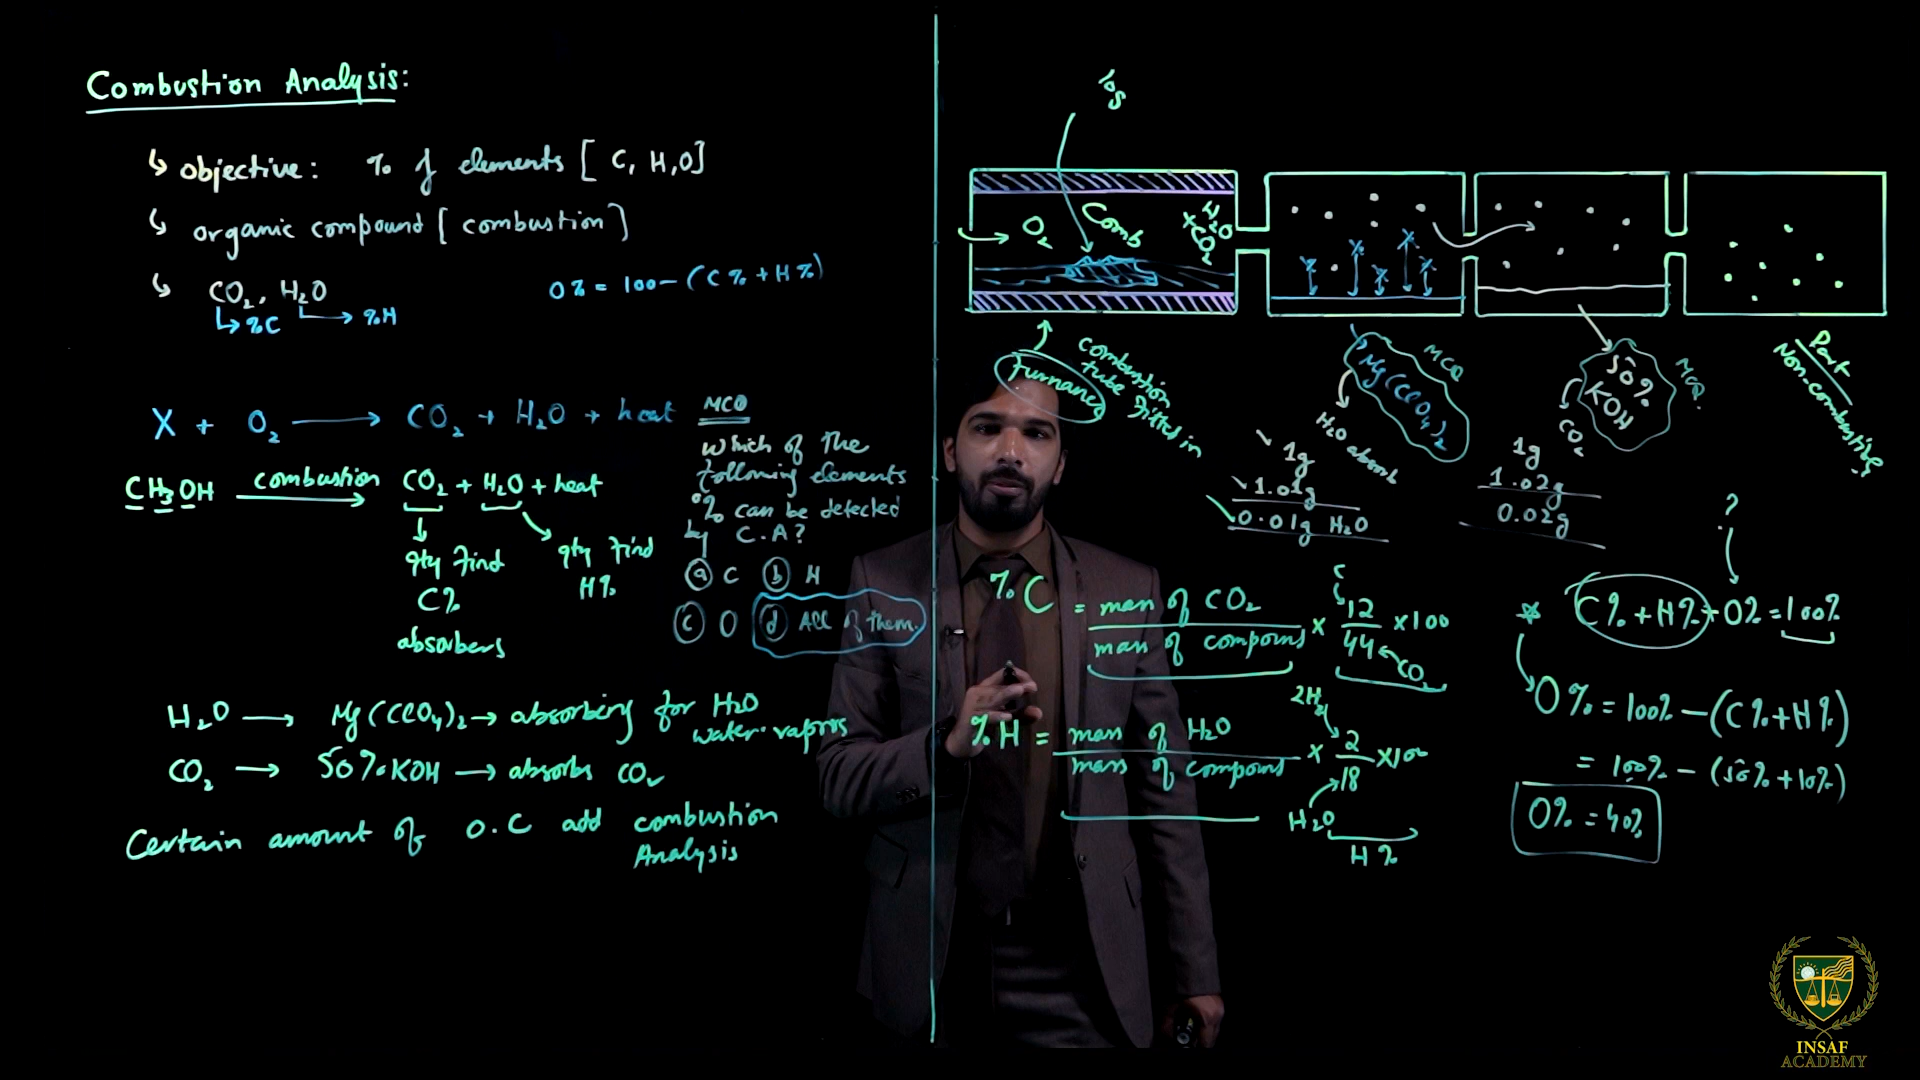 Combustion Analysis:
↳ objective: % of elements [C, H, O]
↳ organic compound [combustion]
↳ CO₂, H₂O
↳ %C
↳ %H
O% = 100 - (C% + H%)
X + O₂ → CO₂ + H₂O + heat
CH₃OH combustion → CO₂ + H₂O + heat
qty find
C%
absorbers
qty find
H%
MCQ
Which of the
following elements
% can be detected
by C.A?
ⓐ C ⓑ H
ⓒ O ⓓ All of them.
H₂O → Mg(ClO₄)₂ → absorbing for H₂O
water vapors
CO₂ → 50% KOH → absorbs CO₂
Certain amount of O.C add combustion
Analysis
10g
O₂
Comb
H₂O
CO₂
Furnance
combustion
tube fitted in
Mg(ClO₄)₂
MCQ
H₂O absorb
50%
KOH
MCQ
CO₂
Part
Non-combustive
1g
1.01g
0.01g H₂O
1g
1.02g
0.02g
%C = mass of CO₂ / mass of compound × 12/44 × 100
C
CO₂
%H = mass of H₂O / mass of compound × 2/18 × 100
2H
H₂O
H%
?
* C% + H% + O% = 100%
O% = 100% - (C% + H%)
= 100% - (50% + 10%)
O% = 40%
INSAF
ACADEMY